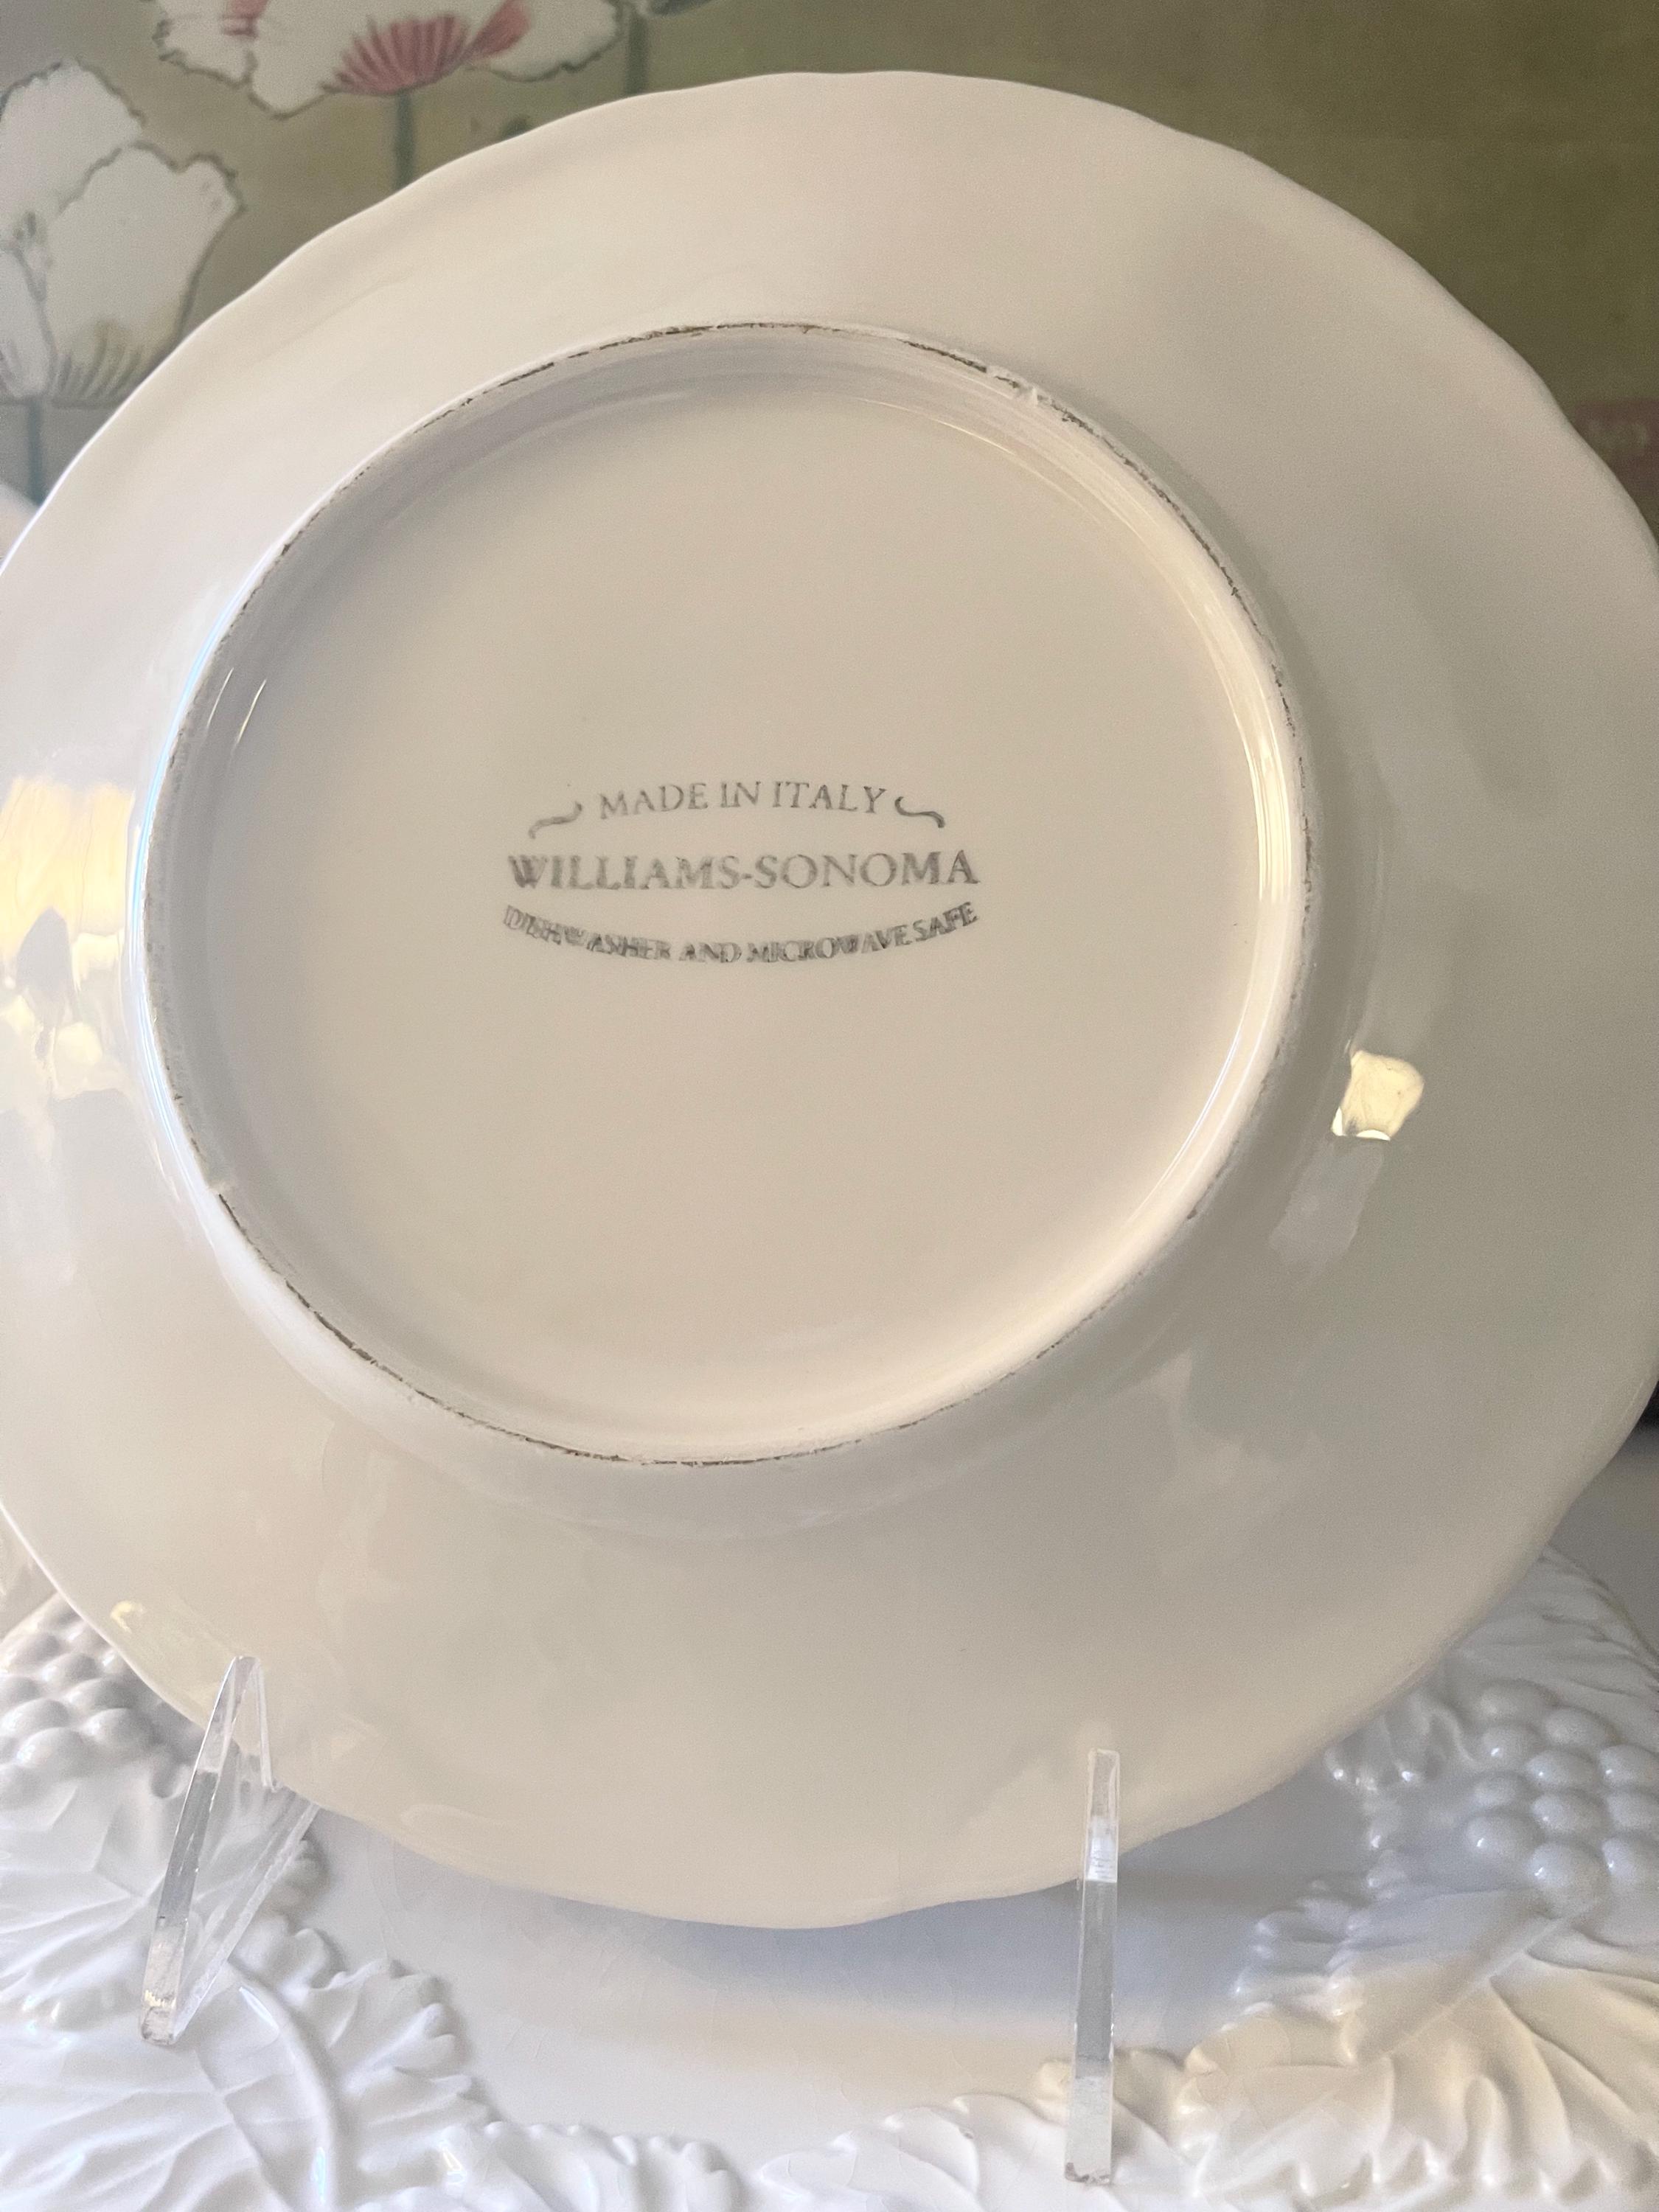 MADE IN ITALY
WILLIAMS-SONOMA
DISHWASHER AND MICROWAVE SAFE